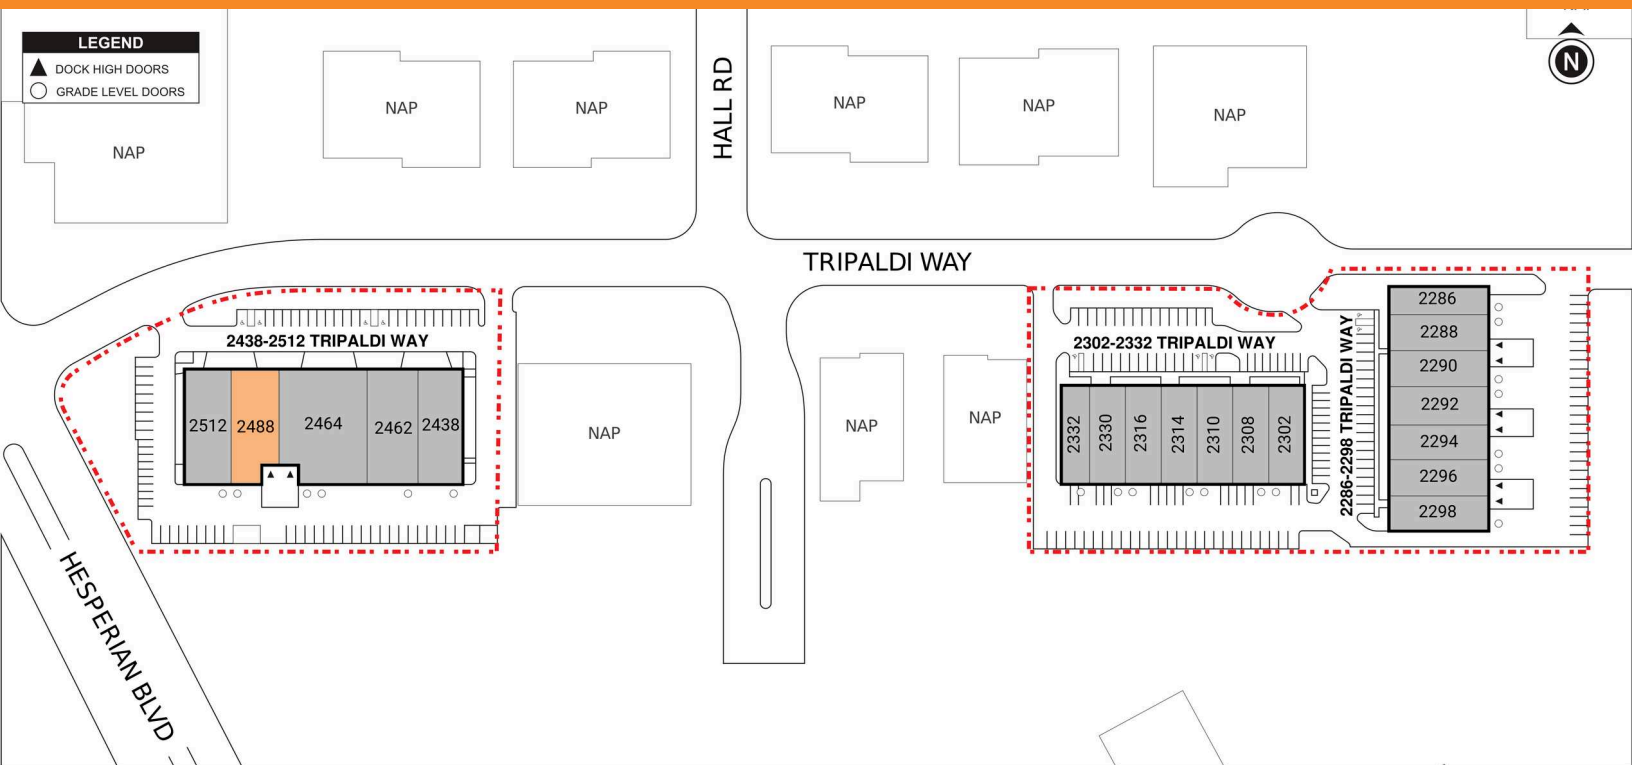 LEGEND
DOCK HIGH DOORS
GRADE LEVEL DOORS
N
NAP
NAP
NAP
NAP
NAP
NAP
HALL RD
TRIPALDI WAY
2438-2512 TRIPALDI WAY
2512
2488
2464
2462
2438
NAP
NAP
NAP
2302-2332 TRIPALDI WAY
2332
2330
2316
2314
2310
2308
2302
2286-2298 TRIPALDI WAY
2286
2288
2290
2292
2294
2296
2298
HESPERIAN BLVD